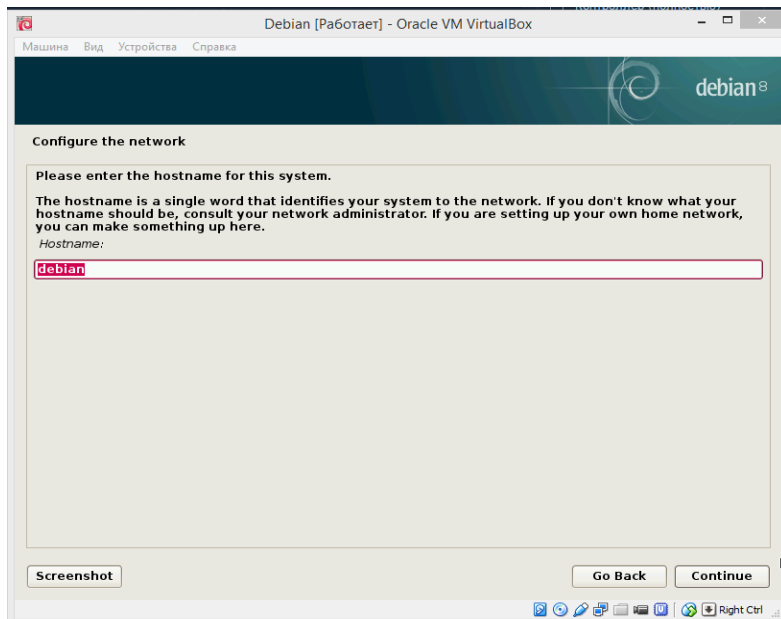 Debian [Работает] - Oracle VM VirtualBox
Машина Вид Устройства Справка
debian 8
Configure the network
Please enter the hostname for this system.
The hostname is a single word that identifies your system to the network. If you don't know what your
hostname should be, consult your network administrator. If you are setting up your own home network,
you can make something up here.
Hostname:
debian
Screenshot Go Back Continue
Right Ctrl